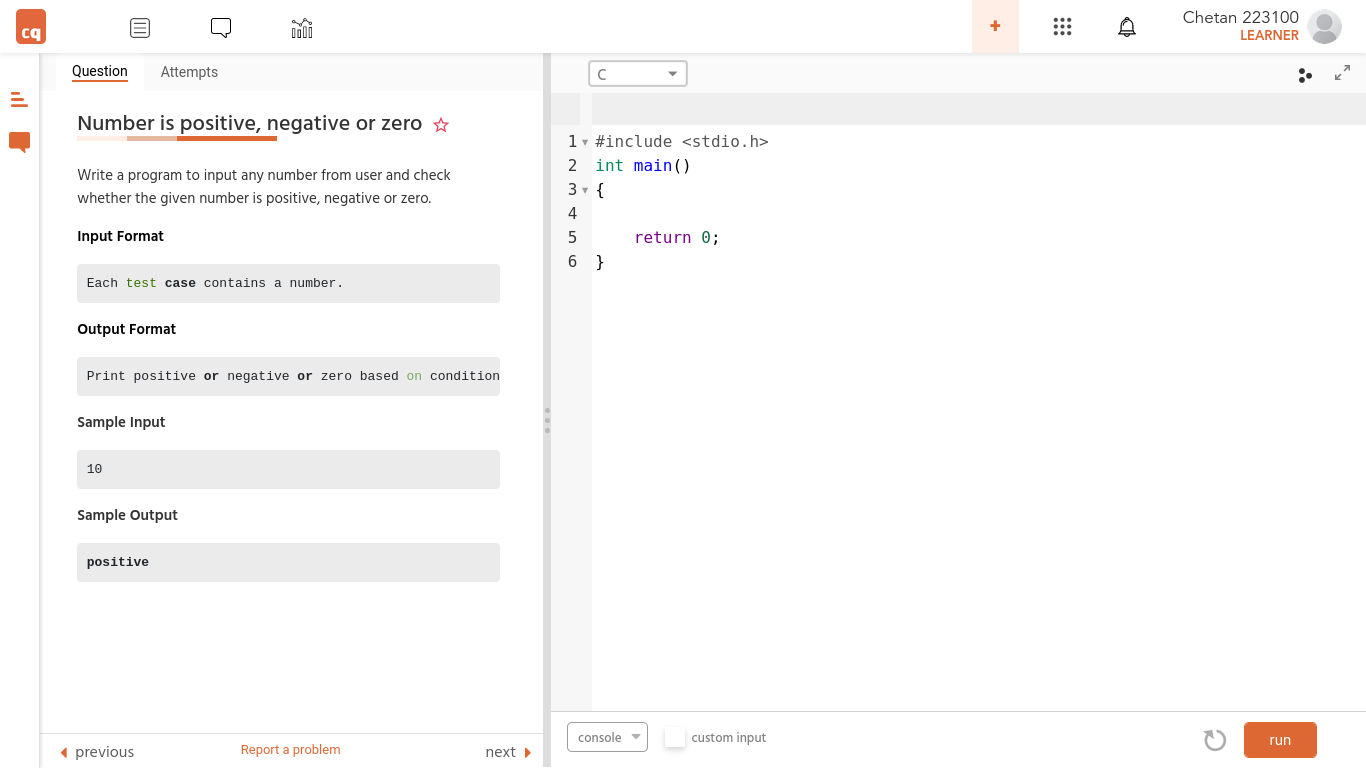 cq
+
Chetan 223100
LEARNER
Question
Attempts
Number is positive, negative or zero
Write a program to input any number from user and check
whether the given number is positive, negative or zero.
Input Format
Each test case contains a number.
Output Format
Print positive or negative or zero based on condition
Sample Input
10
Sample Output
positive
previous
Report a problem
next
C
1 #include <stdio.h>
2 int main()
3 {
4
5     return 0;
6 }
console
custom input
run